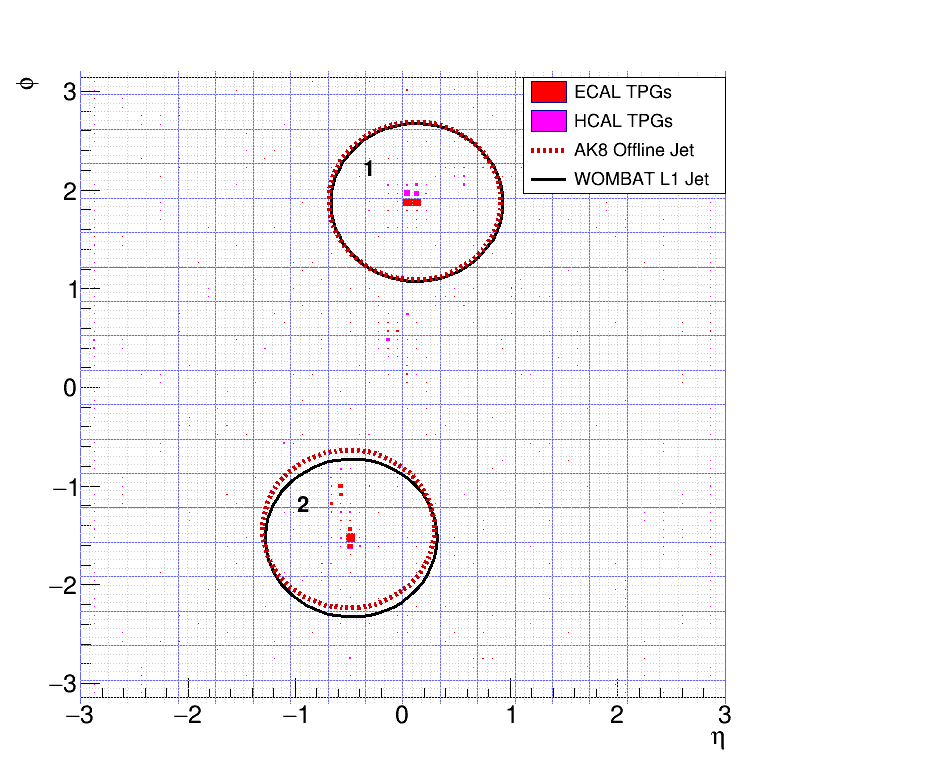 ϕ
3
2
1
0
−1
−2
−3
ECAL TPGs
HCAL TPGs
AK8 Offline Jet
WOMBAT L1 Jet
1
2
−3 −2 −1 0 1 2 3
η